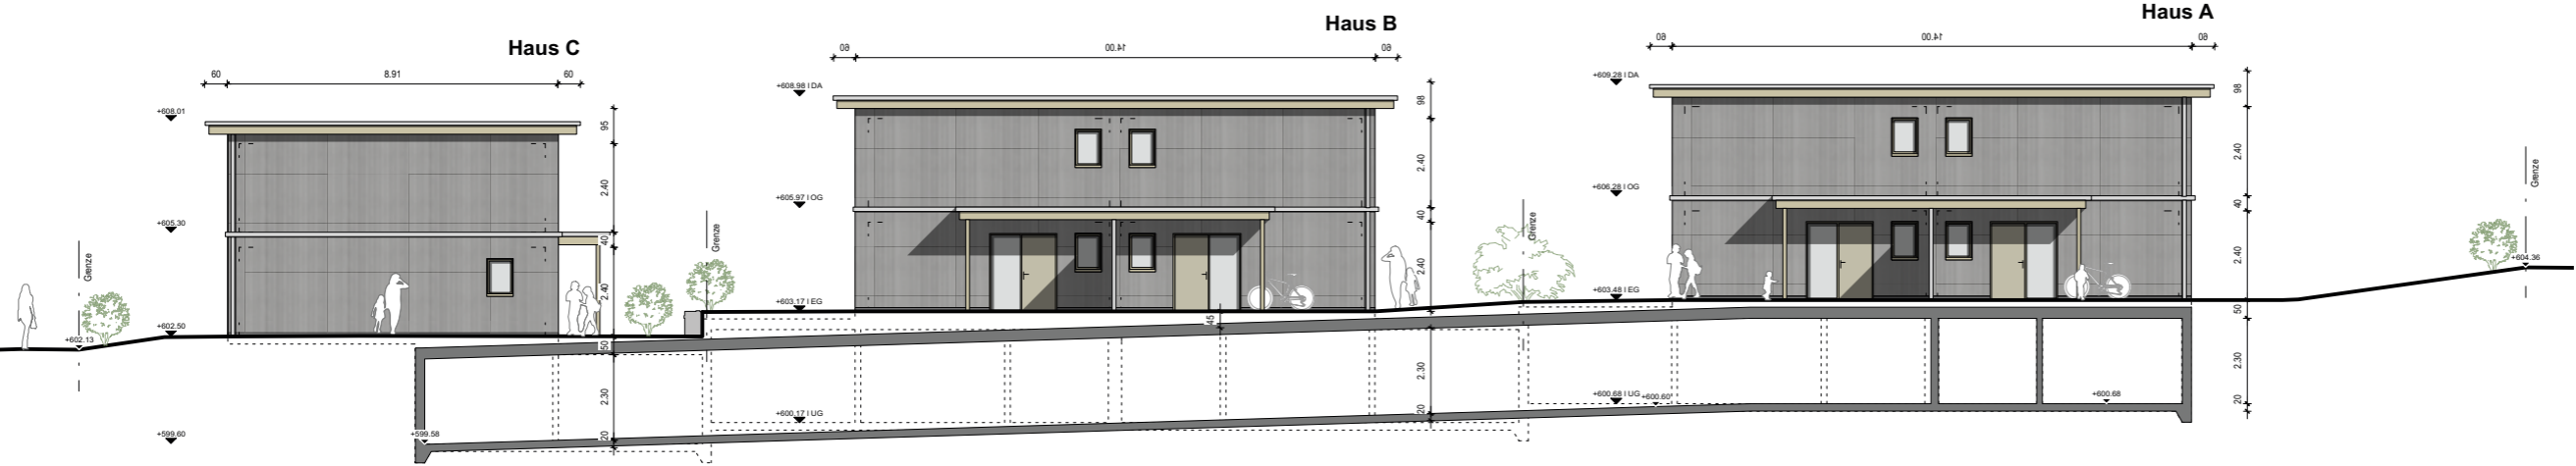 Haus C
60
8.91
60
+608.01
+605.30
+602.50
+602.13
+599.60
+599.58
Grenze
95
2.40
40
2.40
50
2.30
20
Grenze
Haus B
60
14.00
60
+608.98 I DA
+605.97 I OG
+603.17 I EG
+600.17 I UG
98
2.40
40
2.40
45
2.30
20
Grenze
Haus A
60
14.00
60
+609.28 I DA
+606.28 I OG
+603.48 I EG
+600.68 I UG
+600.60
+600.68
98
2.40
40
2.40
50
2.30
20
Grenze
+604.36